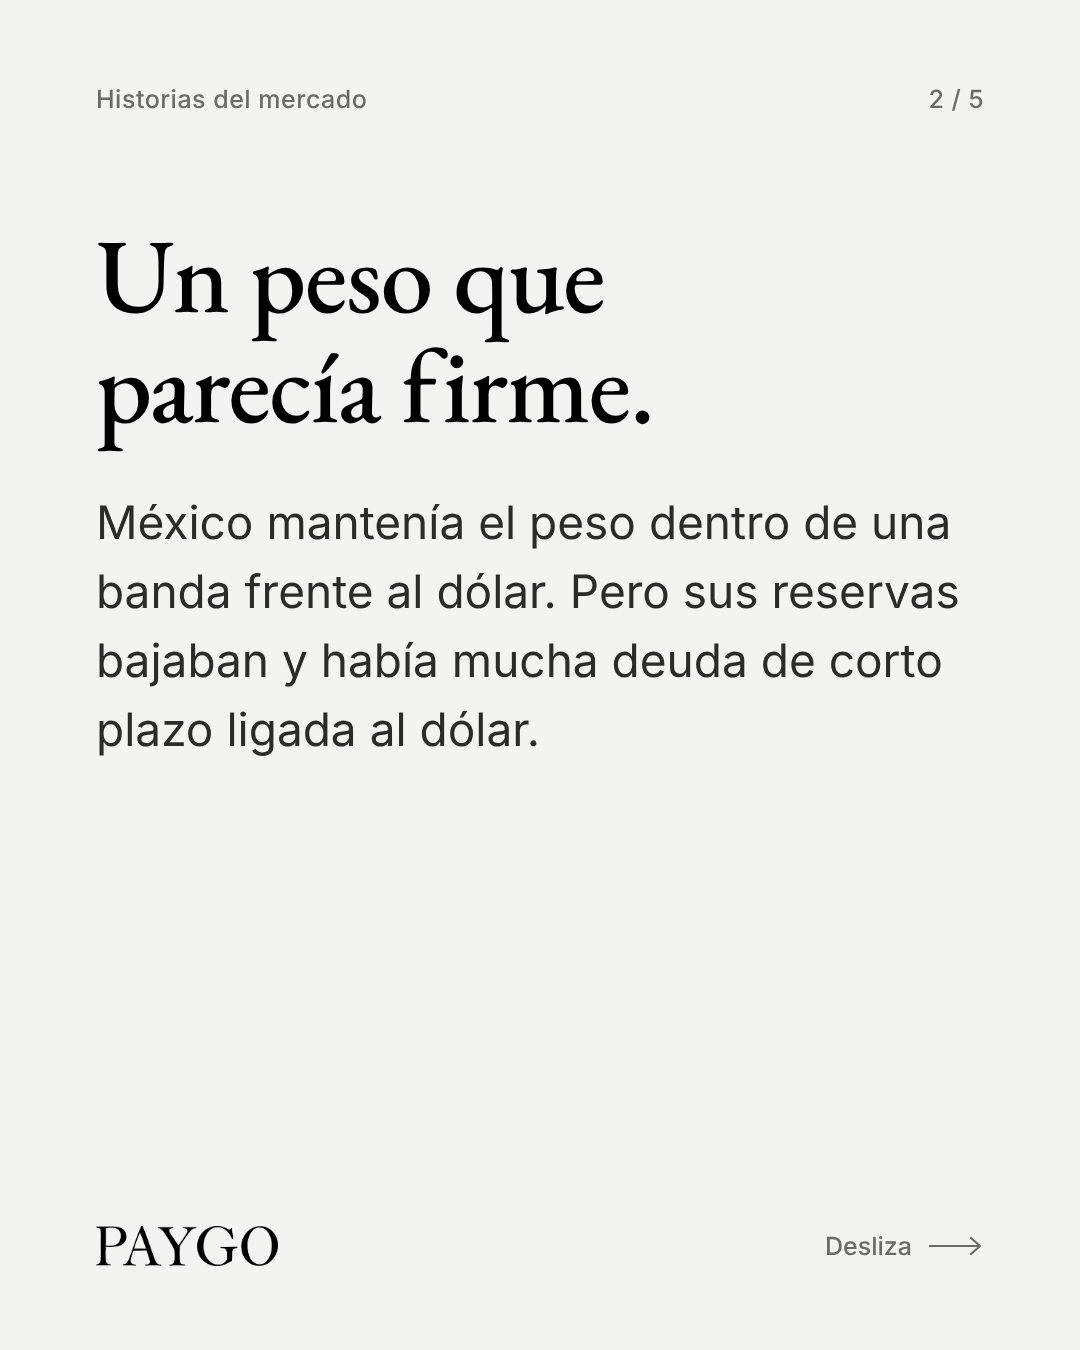 Historias del mercado
2 / 5
Un peso que
parecía firme.
México mantenía el peso dentro de una
banda frente al dólar. Pero sus reservas
bajaban y había mucha deuda de corto
plazo ligada al dólar.
PAYGO
Desliza